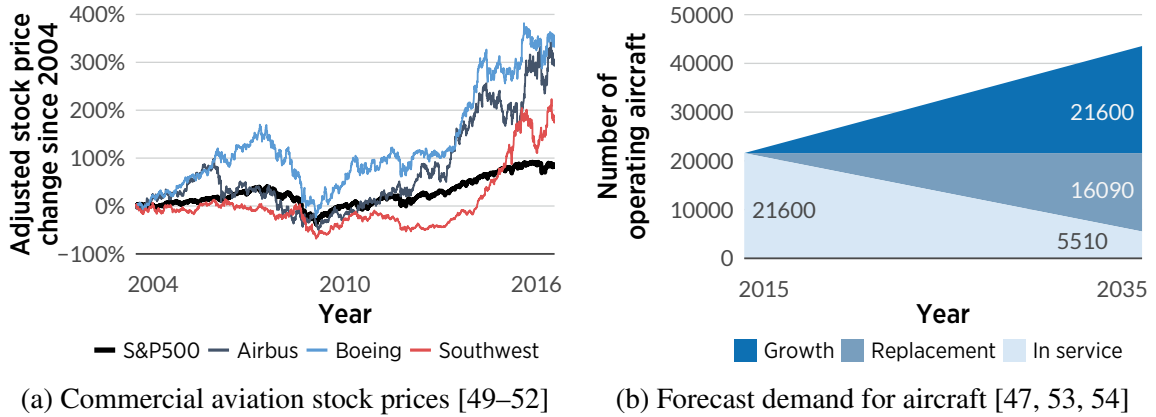 Adjusted stock price
change since 2004
400%
300%
200%
100%
0%
−100%
2004
2010
2016
Year
S&P500
Airbus
Boeing
Southwest
(a) Commercial aviation stock prices [49–52]
Number of
operating aircraft
50000
40000
30000
20000
10000
0
21600
21600
16090
5510
2015
2035
Year
Growth
Replacement
In service
(b) Forecast demand for aircraft [47, 53, 54]